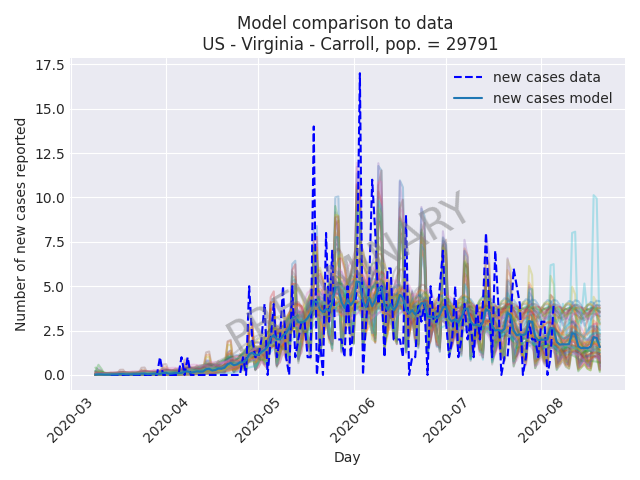 Model comparison to data
US - Virginia - Carroll, pop. = 29791
17.5
15.0
12.5
10.0
7.5
5.0
2.5
0.0
Number of new cases reported
new cases data
new cases model
PRELIMINARY
2020-03
2020-04
2020-05
2020-06
2020-07
2020-08
Day